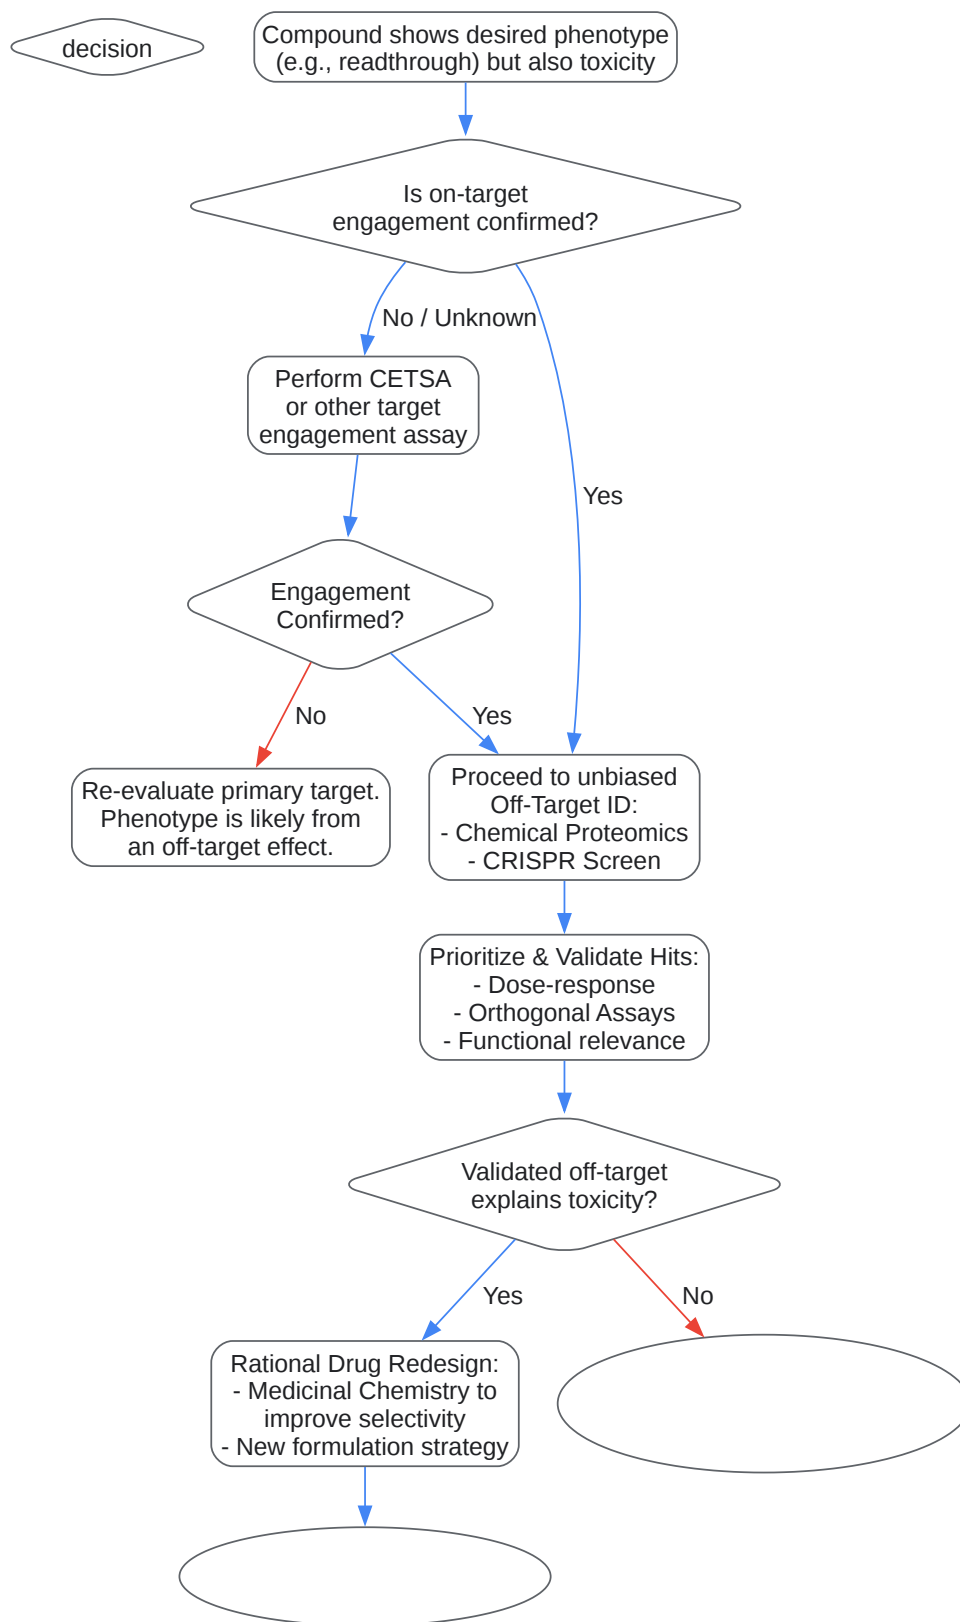 decision
Compound shows desired phenotype
(e.g., readthrough) but also toxicity
Is on-target
engagement confirmed?
No / Unknown
Perform CETSA
or other target
engagement assay
Yes
Engagement
Confirmed?
No
Yes
Re-evaluate primary target.
Phenotype is likely from
an off-target effect.
Proceed to unbiased
Off-Target ID:
- Chemical Proteomics
- CRISPR Screen
Prioritize & Validate Hits:
- Dose-response
- Orthogonal Assays
- Functional relevance
Validated off-target
explains toxicity?
Yes
No
Rational Drug Redesign:
- Medicinal Chemistry to
improve selectivity
- New formulation strategy